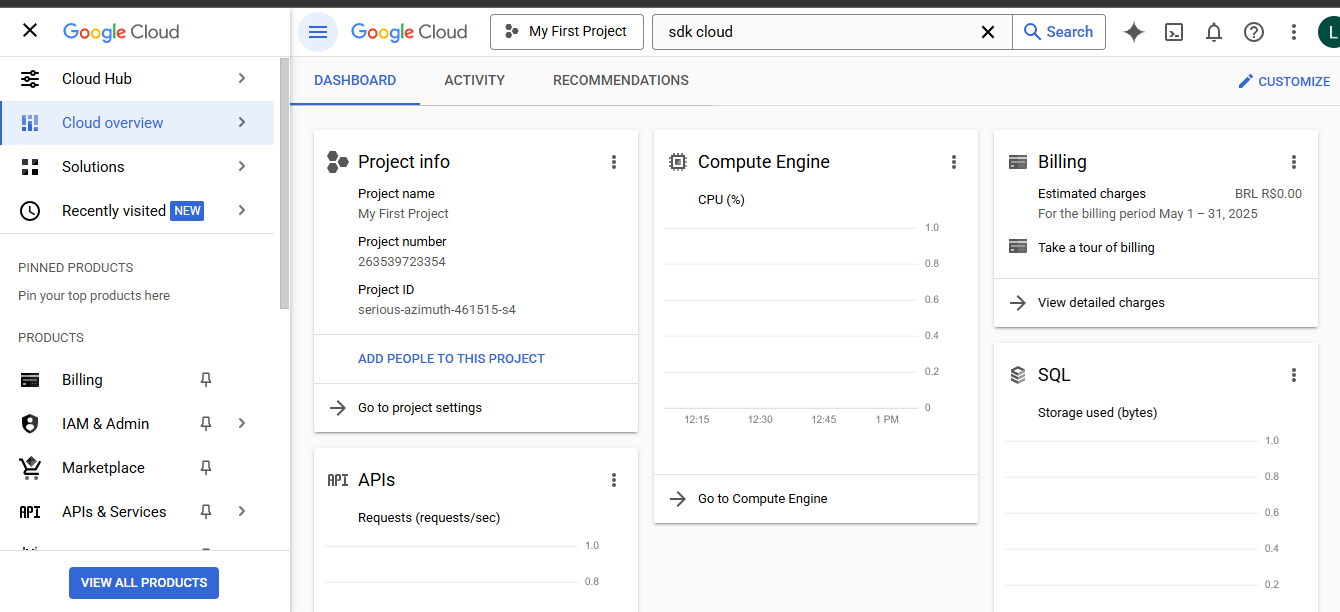 Google Cloud
Cloud Hub
Cloud overview
Solutions
Recently visited NEW
PINNED PRODUCTS
Pin your top products here
PRODUCTS
Billing
IAM & Admin
Marketplace
API APIs & Services
VIEW ALL PRODUCTS
Google Cloud My First Project sdk cloud Search L
DASHBOARD ACTIVITY RECOMMENDATIONS CUSTOMIZE
Project info
Project name
My First Project
Project number
263539723354
Project ID
serious-azimuth-461515-s4
ADD PEOPLE TO THIS PROJECT
Go to project settings
API APIs
Requests (requests/sec)
1.0
0.8
Compute Engine
CPU (%)
1.0
0.8
0.6
0.4
0.2
0
12:15 12:30 12:45 1 PM
Go to Compute Engine
Billing
Estimated charges BRL R$0.00
For the billing period May 1 – 31, 2025
Take a tour of billing
View detailed charges
SQL
Storage used (bytes)
1.0
0.8
0.6
0.4
0.2